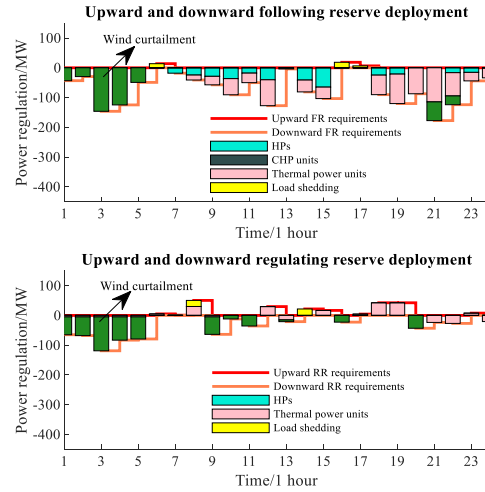 Upward and downward following reserve deployment
Power regulation/MW
100
0
-100
-200
-300
-400
Wind curtailment
Upward FR requirements
Downward FR requirements
HPs
CHP units
Thermal power units
Load shedding
1 3 5 7 9 11 13 15 17 19 21 23
Time/1 hour
Upward and downward regulating reserve deployment
Power regulation/MW
100
0
-100
-200
-300
-400
Wind curtailment
Upward RR requirements
Downward RR requirements
HPs
Thermal power units
Load shedding
1 3 5 7 9 11 13 15 17 19 21 23
Time/1 hour